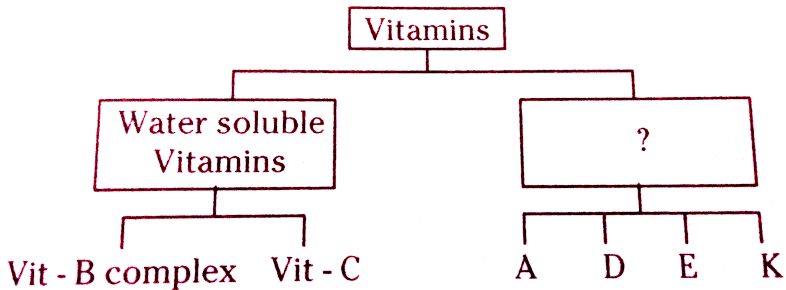 Vitamins
Water soluble
Vitamins
?
Vit - B complex Vit - C A D E K